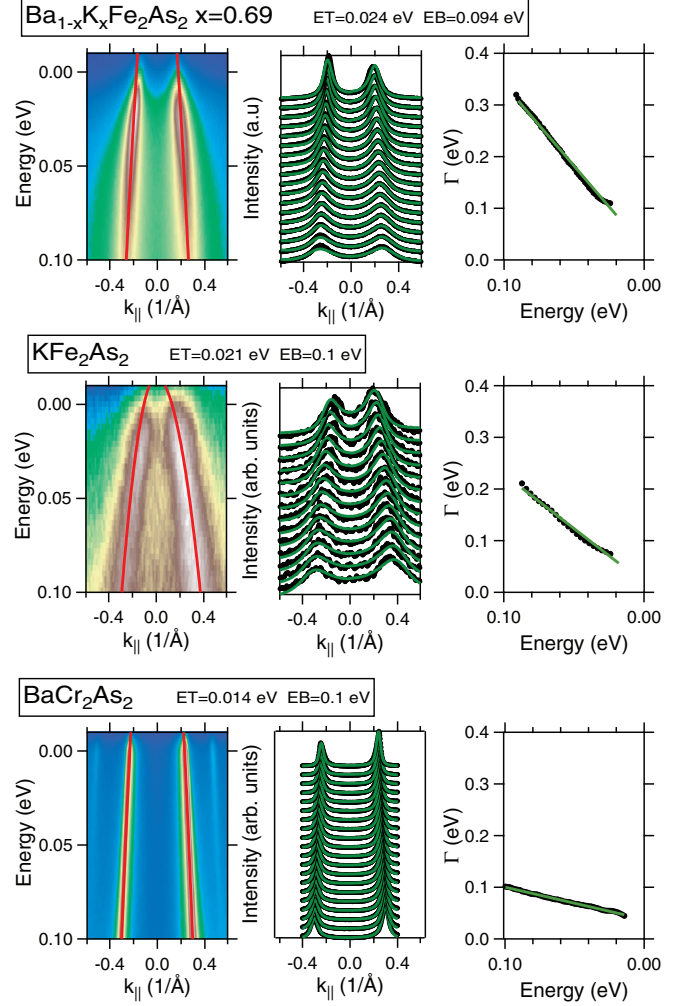 Ba1-xKxFe2As2 x=0.69 ET=0.024 eV EB=0.094 eV
Energy (eV)
0.00
0.05
0.10
-0.4 0.0 0.4
k|| (1/Å)
Intensity (a.u)
-0.4 0.0 0.4
k|| (1/Å)
Γ (eV)
0.4
0.3
0.2
0.1
0.0
0.10 0.00
Energy (eV)
KFe2As2 ET=0.021 eV EB=0.1 eV
Energy (eV)
0.00
0.05
0.10
-0.4 0.0 0.4
k|| (1/Å)
Intensity (arb. units)
-0.4 0.0 0.4
k|| (1/Å)
Γ (eV)
0.4
0.3
0.2
0.1
0.0
0.10 0.00
Energy (eV)
BaCr2As2 ET=0.014 eV EB=0.1 eV
Energy (eV)
0.00
0.05
0.10
-0.4 0.0 0.4
k|| (1/Å)
Intensity (arb. units)
-0.4 0.0 0.4
k|| (1/Å)
Γ (eV)
0.4
0.3
0.2
0.1
0.0
0.10 0.00
Energy (eV)